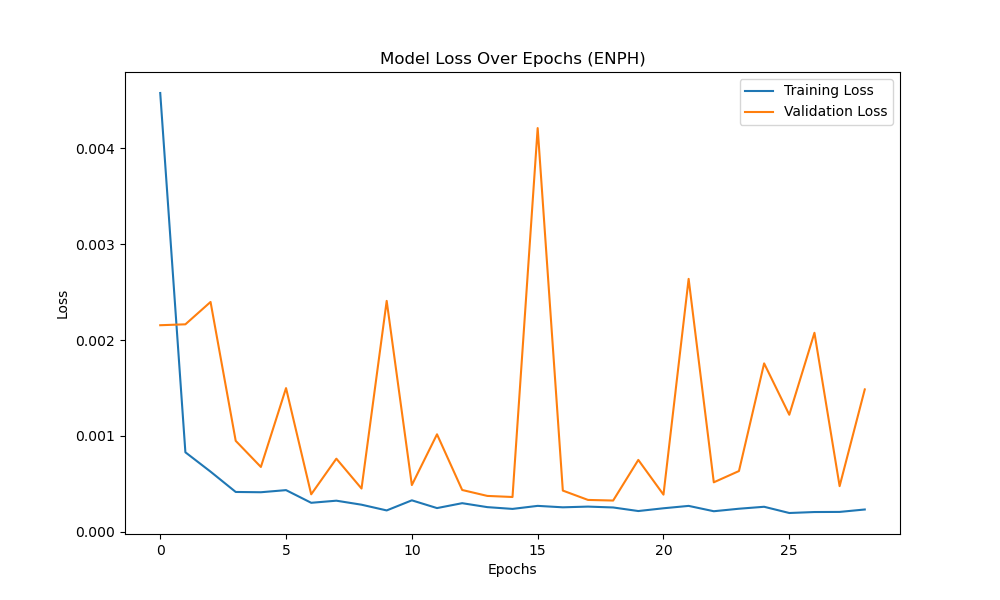 Model Loss Over Epochs (ENPH)
Training Loss
Validation Loss
0.004
0.003
0.002
0.001
0.000
Loss
0 5 10 15 20 25
Epochs